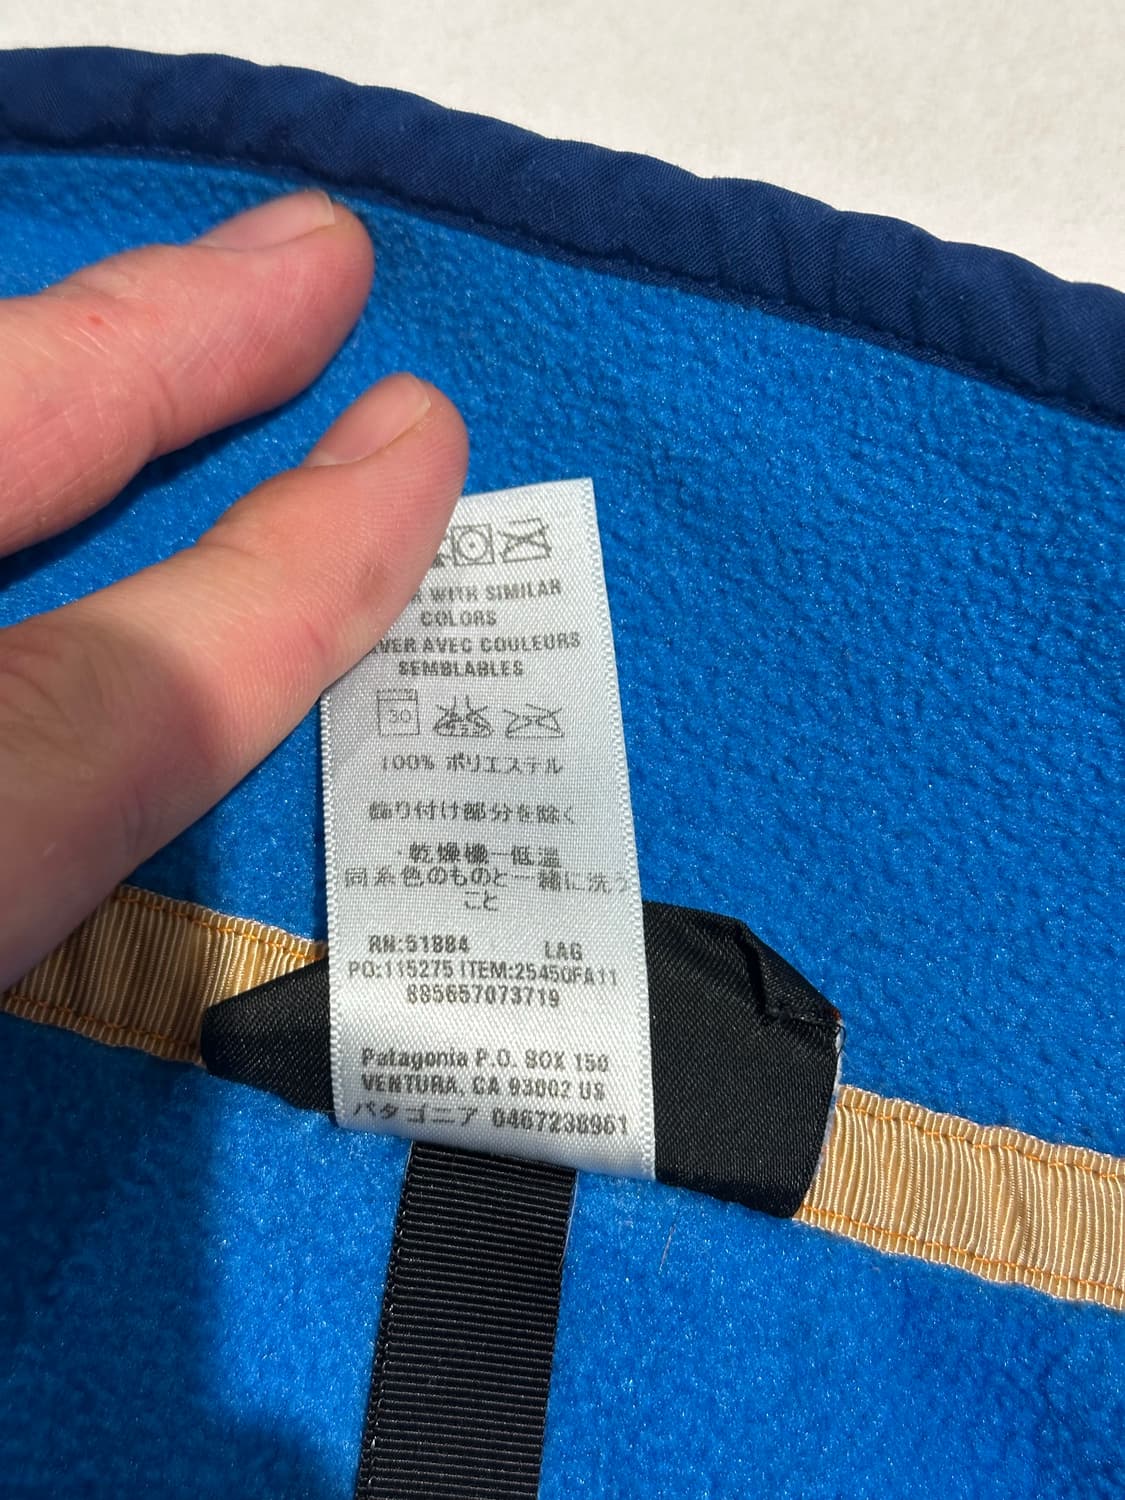 WITH SIMILAR
COLORS
AVEC COULEURS
SEMBLABLES
30
100% ポリエステル
飾り付け部分を除く
・乾燥機一低温
同系色のものと一緒に洗う
こと
RN:51884 LAG
PO:115275 ITEM:25450FA11
885657073719
Patagonia P.O. BOX 150
VENTURA, CA 93002 US
パタゴニア 0467238961